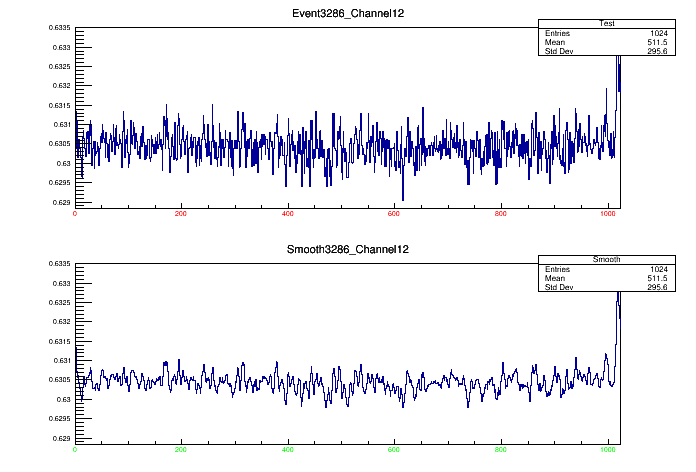 Event3286_Channel12
Test
Entries 1024
Mean 511.5
Std Dev 295.6
0.6335
0.633
0.6325
0.632
0.6315
0.631
0.6305
0.63
0.6295
0.629
0 200 400 600 800 1000
Smooth3286_Channel12
Smooth
Entries 1024
Mean 511.5
Std Dev 295.6
0.6335
0.633
0.6325
0.632
0.6315
0.631
0.6305
0.63
0.6295
0.629
0 200 400 600 800 1000